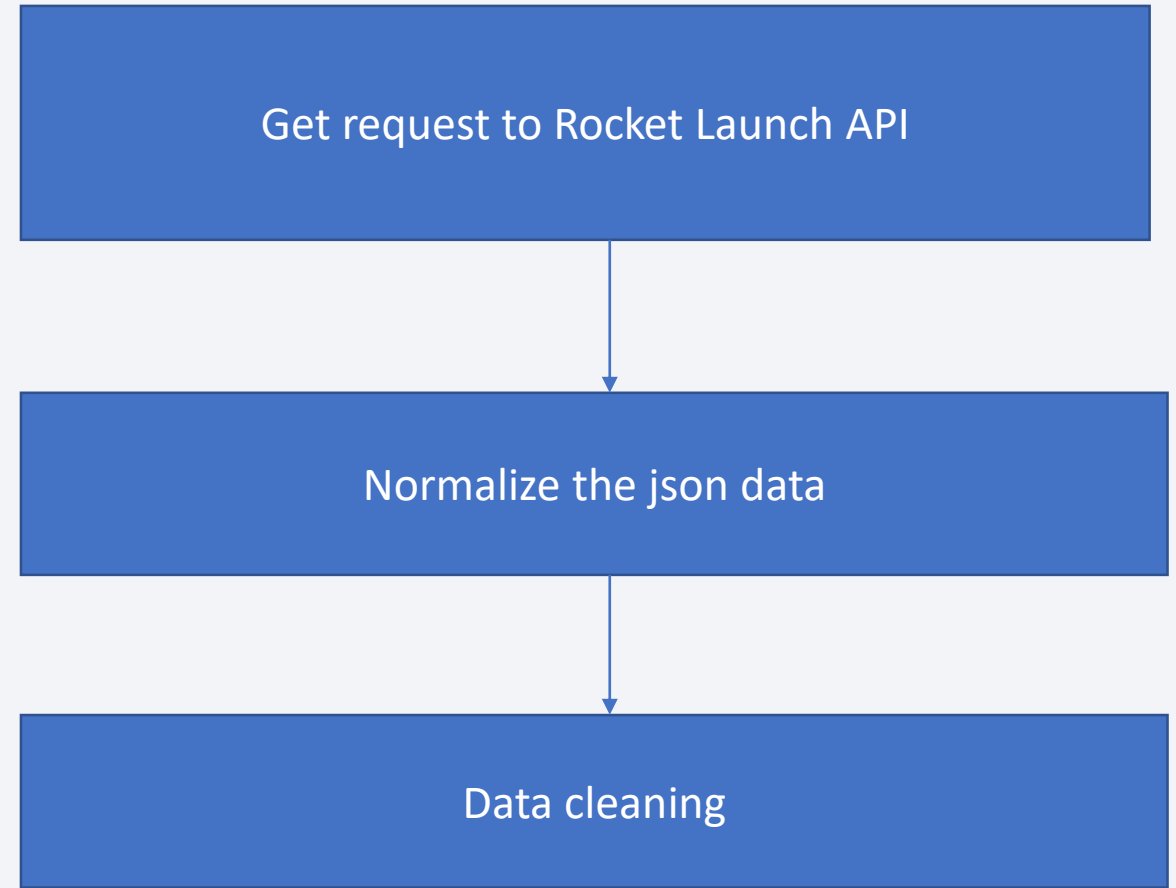 Get request to Rocket Launch API
Normalize the json data
Data cleaning